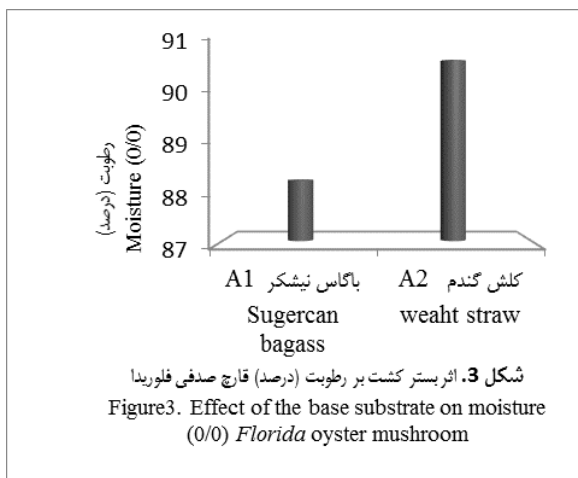 91
90
89
88
87
رطوبت (درصد)
Moisture (0/0)
A1 باگاس نیشکر
Sugercan
bagass
A2 کلش گندم
weaht straw
شکل 3. اثر بستر کشت بر رطوبت (درصد) قارچ صدفی فلوریدا
Figure3. Effect of the base substrate on moisture
(0/0) Florida oyster mushroom